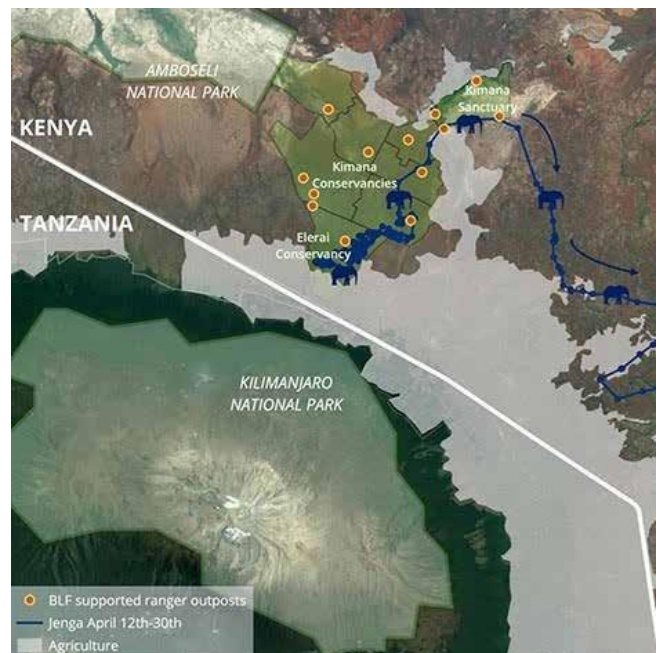 AMBOSELI
NATIONAL PARK
Kimana
Sanctuary
KENYA
Kimana
Conservancies
TANZANIA
Elerai
Conservancy
KILIMANJARO
NATIONAL PARK
BLF supported ranger outposts
Jenga April 12th-30th
Agriculture